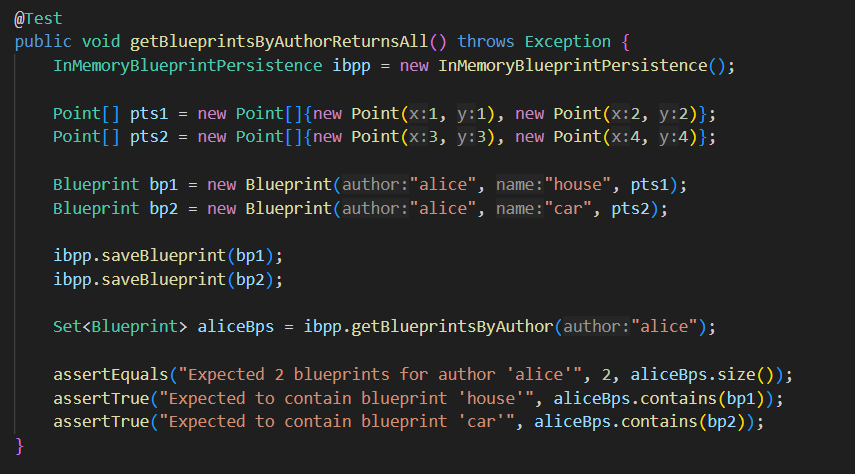 @Test
public void getBlueprintsByAuthorReturnsAll() throws Exception {
InMemoryBlueprintPersistence ibpp = new InMemoryBlueprintPersistence();
Point[] pts1 = new Point[]{new Point(x:1, y:1), new Point(x:2, y:2)};
Point[] pts2 = new Point[]{new Point(x:3, y:3), new Point(x:4, y:4)};
Blueprint bp1 = new Blueprint(author:"alice", name:"house", pts1);
Blueprint bp2 = new Blueprint(author:"alice", name:"car", pts2);
ibpp.saveBlueprint(bp1);
ibpp.saveBlueprint(bp2);
Set<Blueprint> aliceBps = ibpp.getBlueprintsByAuthor(author:"alice");
assertEquals("Expected 2 blueprints for author 'alice'", 2, aliceBps.size());
assertTrue("Expected to contain blueprint 'house'", aliceBps.contains(bp1));
assertTrue("Expected to contain blueprint 'car'", aliceBps.contains(bp2));
}